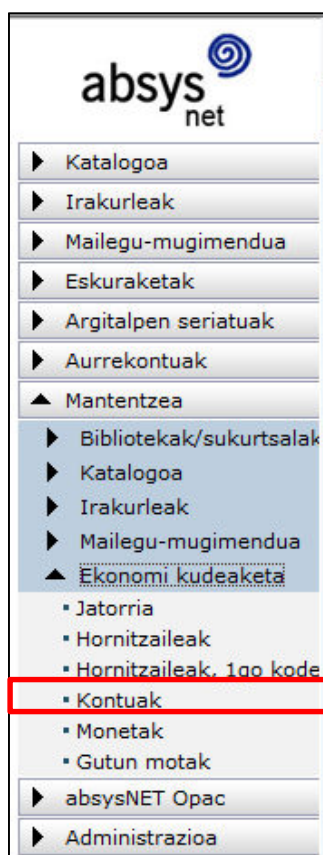 absys
net
Katalogoa
Irakurleak
Mailegu-mugimendua
Eskuraketak
Argitalpen seriatuak
Aurrekontuak
Mantentzea
Bibliotekak/sukurtsalak
Katalogoa
Irakurleak
Mailegu-mugimendua
Ekonomi kudeaketa
Jatorria
Hornitzaileak
Hornitzaileak, 1go kode
Kontuak
Monetak
Gutun motak
absysNET Opac
Administrazioa